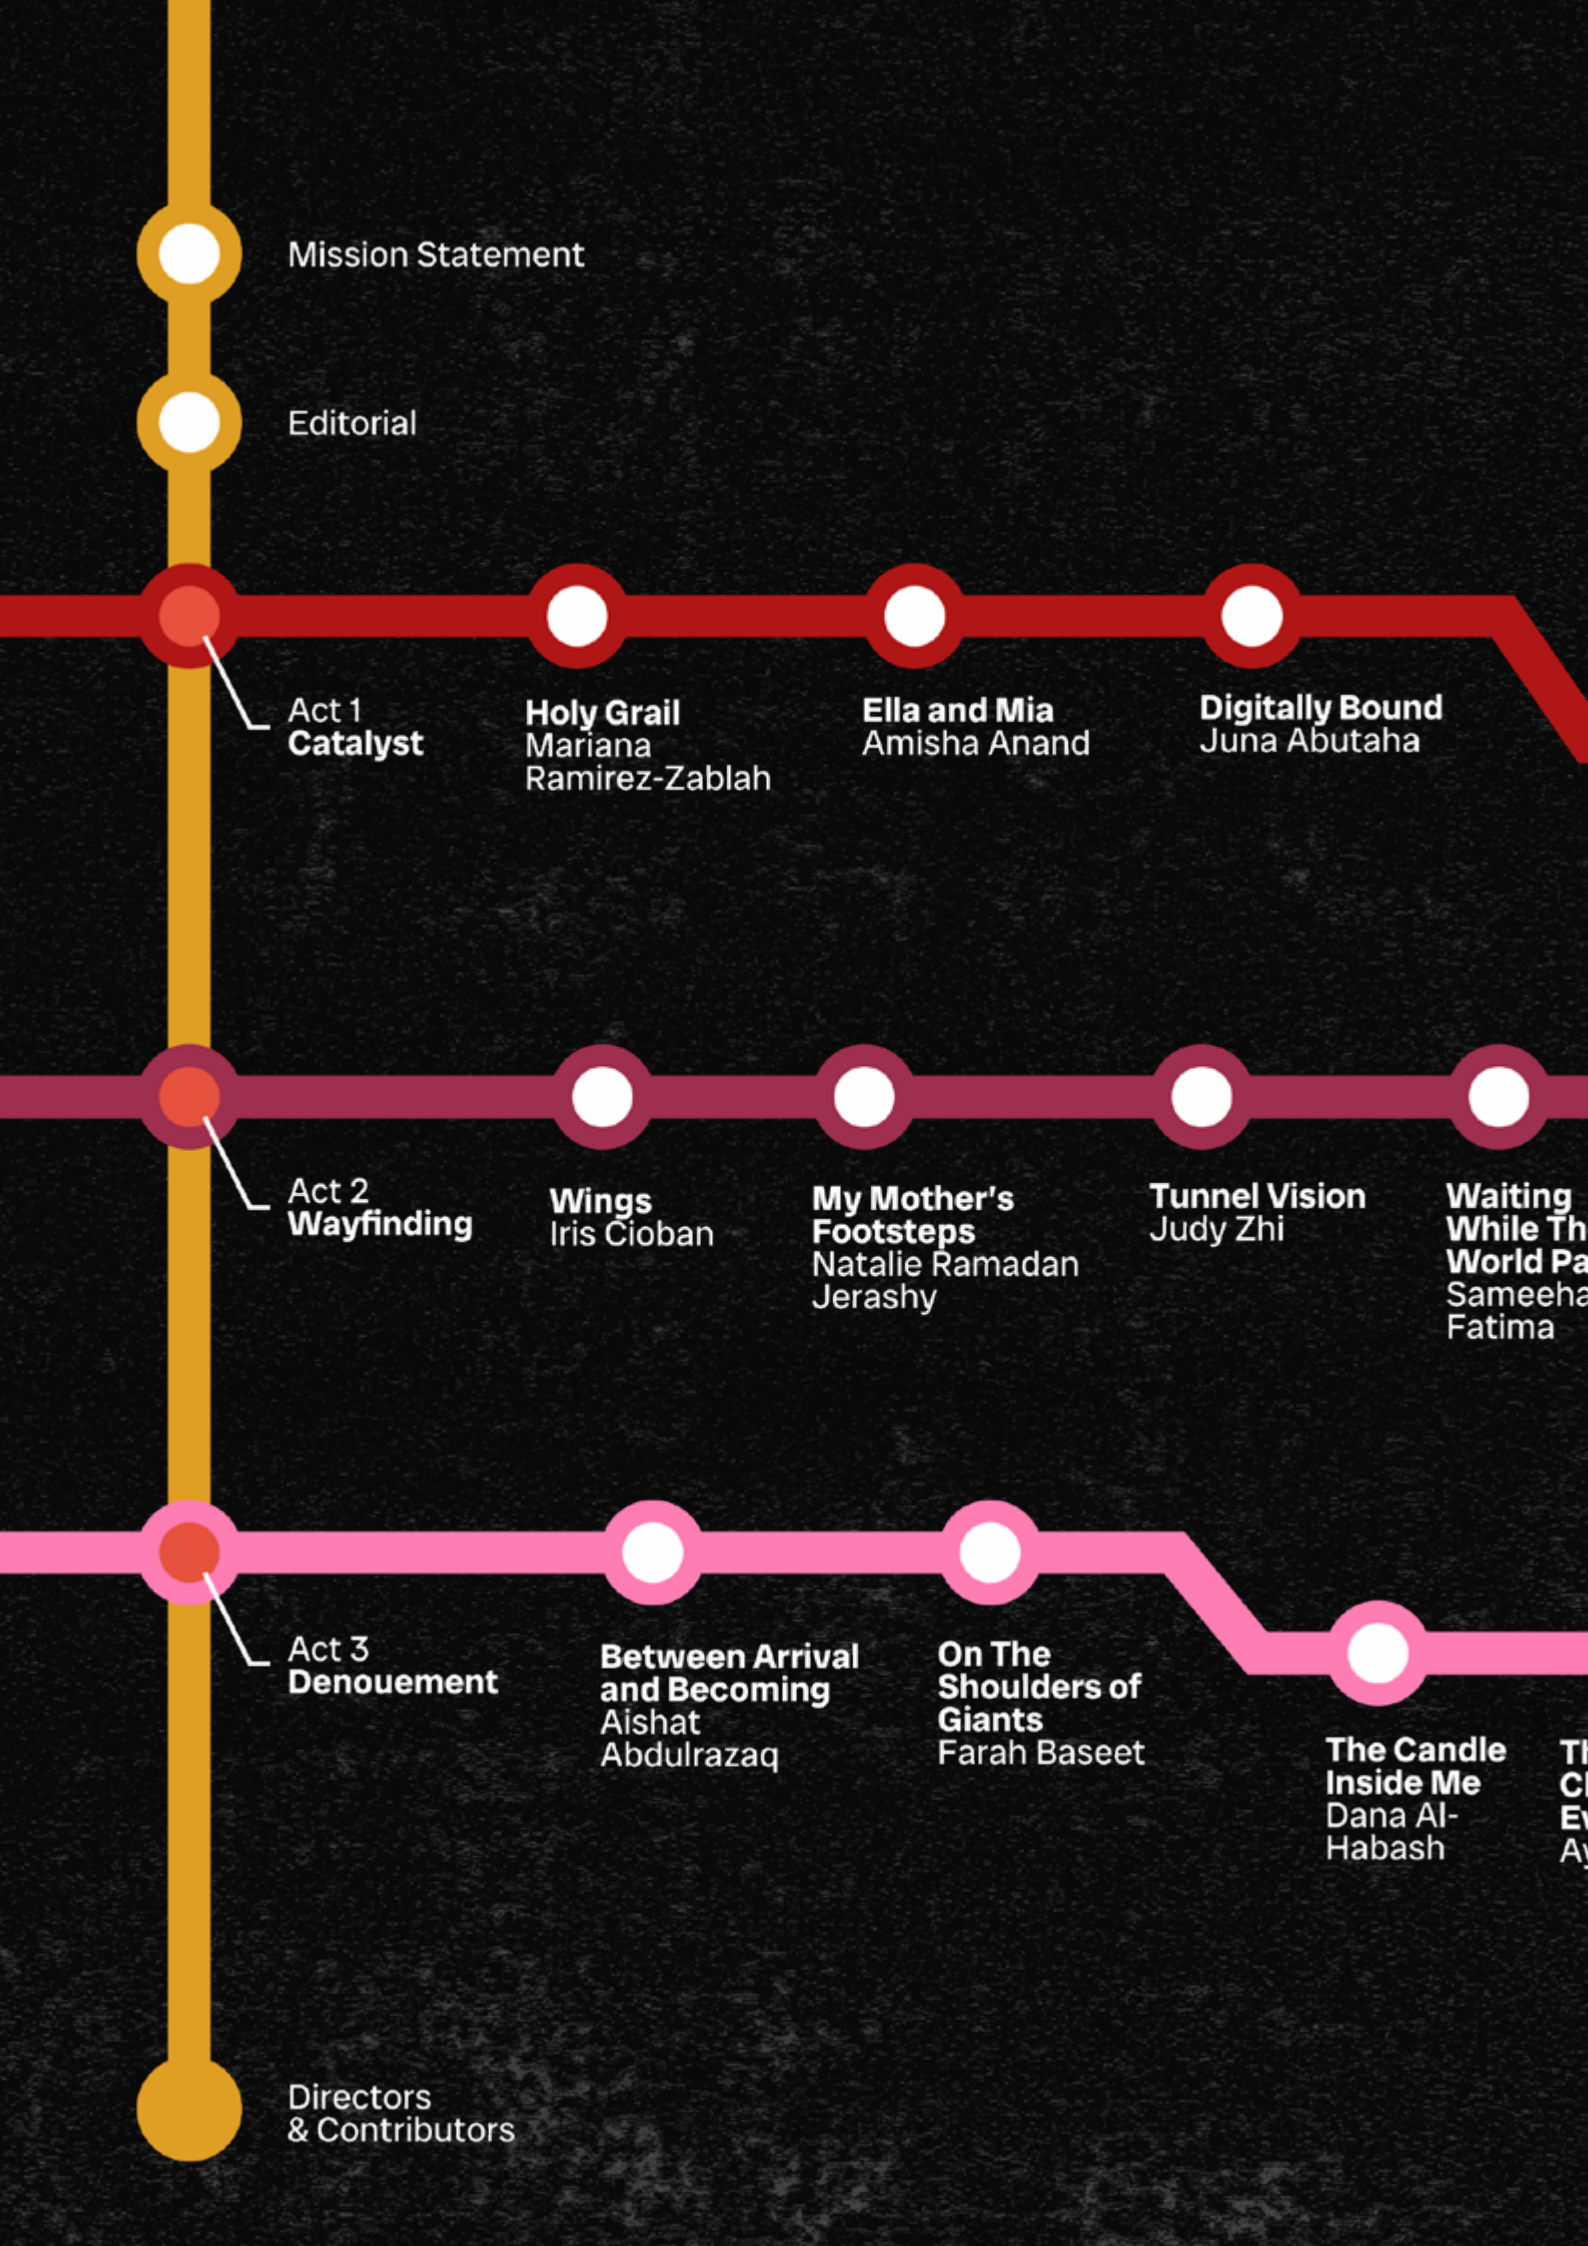 Mission Statement
Editorial
Act 1
Catalyst
Holy Grail
Mariana
Ramirez-Zablah
Ella and Mia
Amisha Anand
Digitally Bound
Juna Abutaha
Act 2
Wayfinding
Wings
Iris Cioban
My Mother's
Footsteps
Natalie Ramadan
Jerashy
Tunnel Vision
Judy Zhi
Waiting
While
World
Sameeha
Fatima
Act 3
Denouement
Between Arrival
and Becoming
Aishat
Abdulrazaq
On The
Shoulders of
Giants
Farah Baseet
The Candle
Inside Me
Dana Al-
Habash
Directors
& Contributors